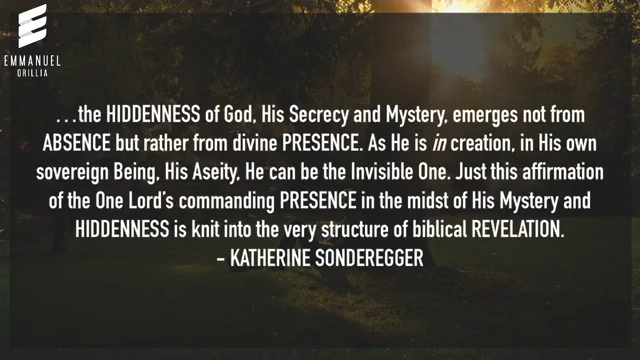 EMMANUEL
ORILLIA
...the HIDDENNESS of God, His Secrecy and Mystery, emerges not from
ABSENCE but rather from divine PRESENCE. As He is in creation, in His own
sovereign Being, His Aseity, He can be the Invisible One. Just this affirmation
of the One Lord's commanding PRESENCE in the midst of His Mystery and
HIDDENNESS is knit into the very structure of biblical REVELATION.
- KATHERINE SONDEREGGER